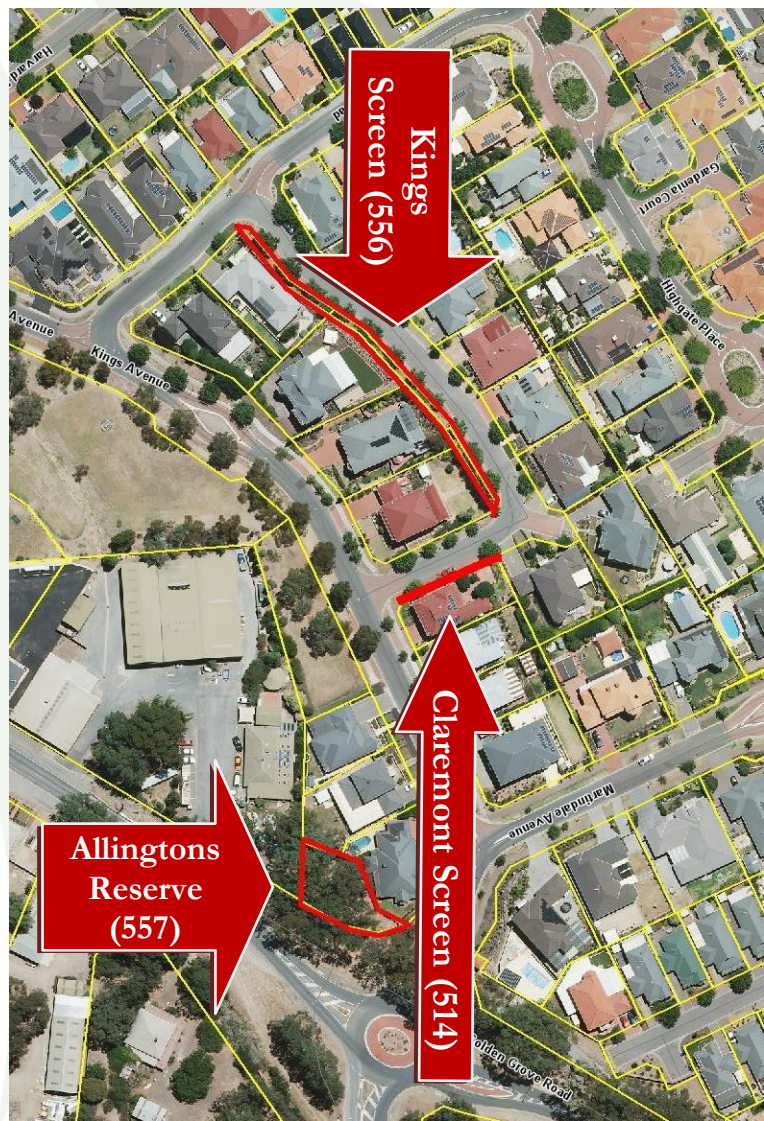 Harvard
Kings
Screen (556)
Gardenia Court
Highgate Place
Avenue
Kings Avenue
Claremont Screen (514)
Martindale Avenue
Allingtons
Reserve
(557)
Golden Grove Road